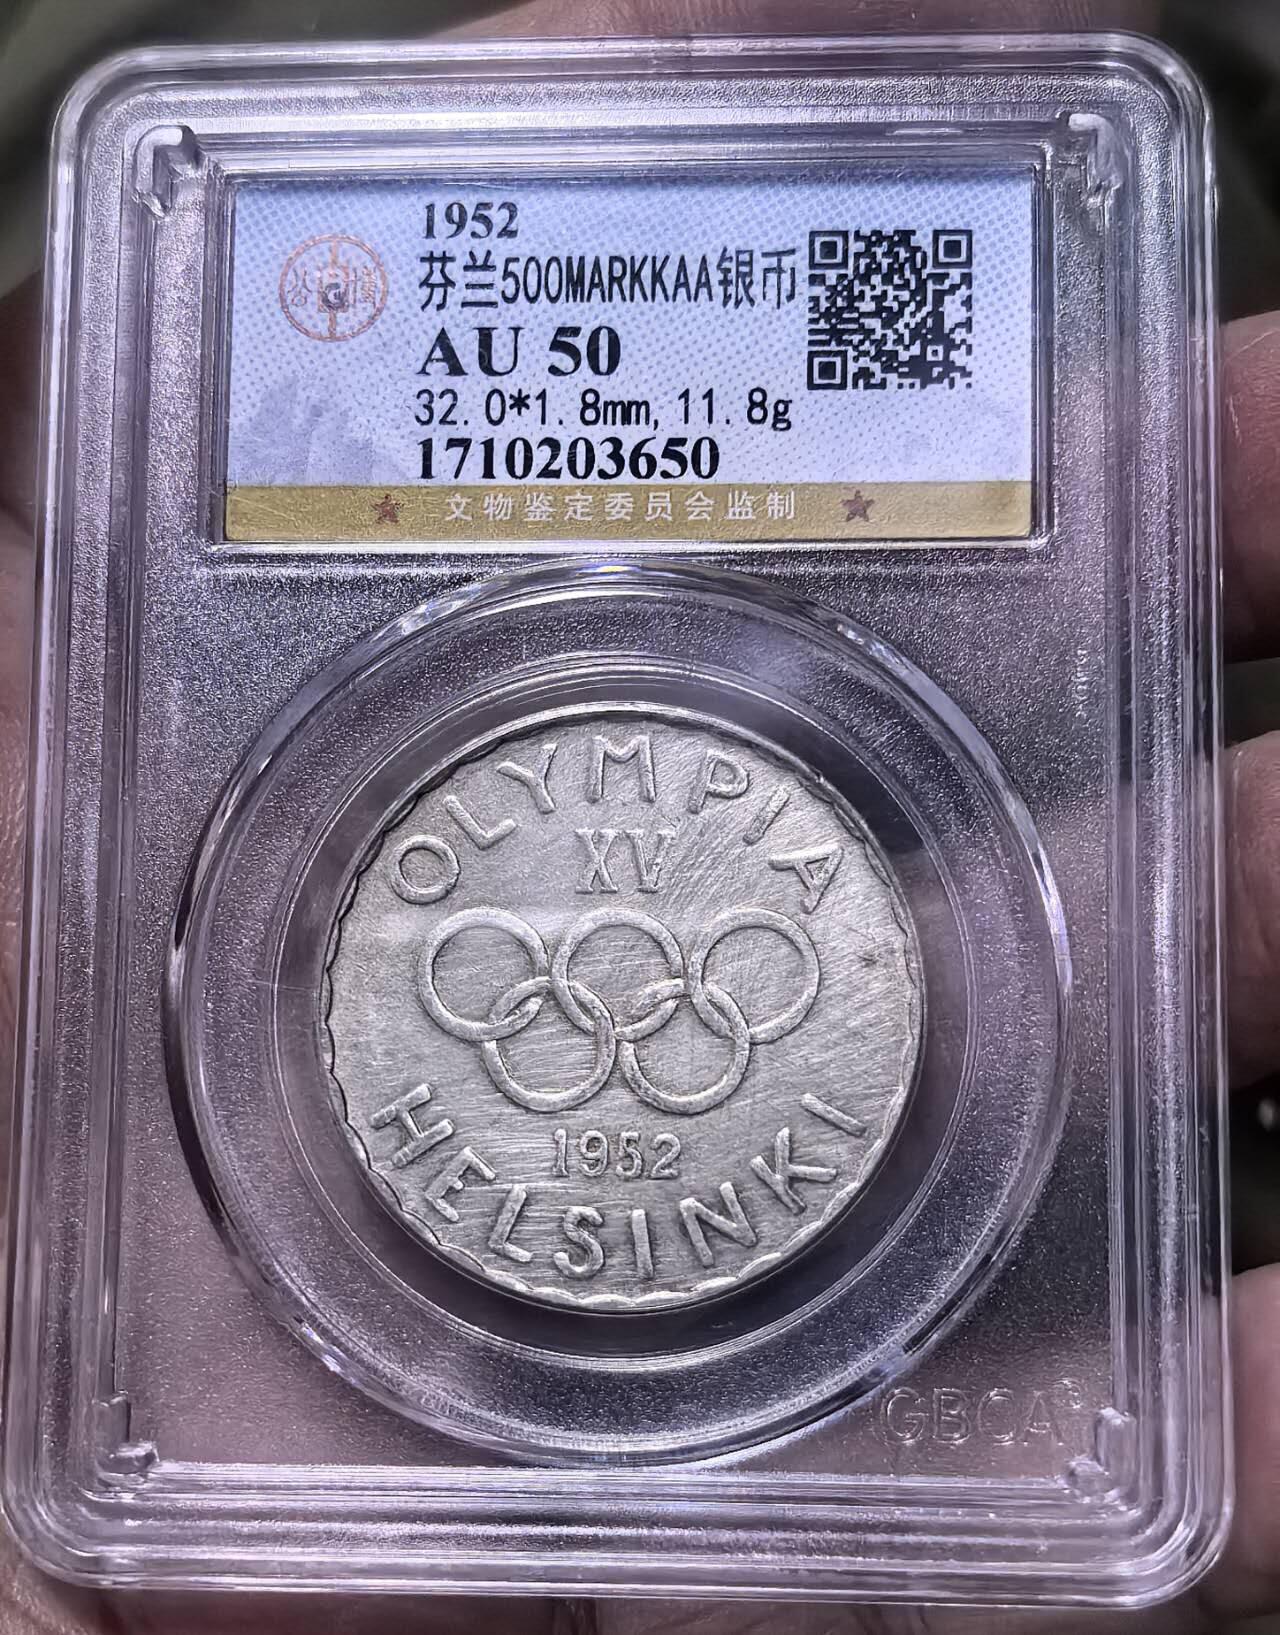 1952
芬兰500MARKKAA银币
AU 50
32.0*1.8mm, 11.8g
1710203650
★ 文物鉴定委员会监制 ★
OLYMPIA
XV
1952
HELSINKI
GBCA